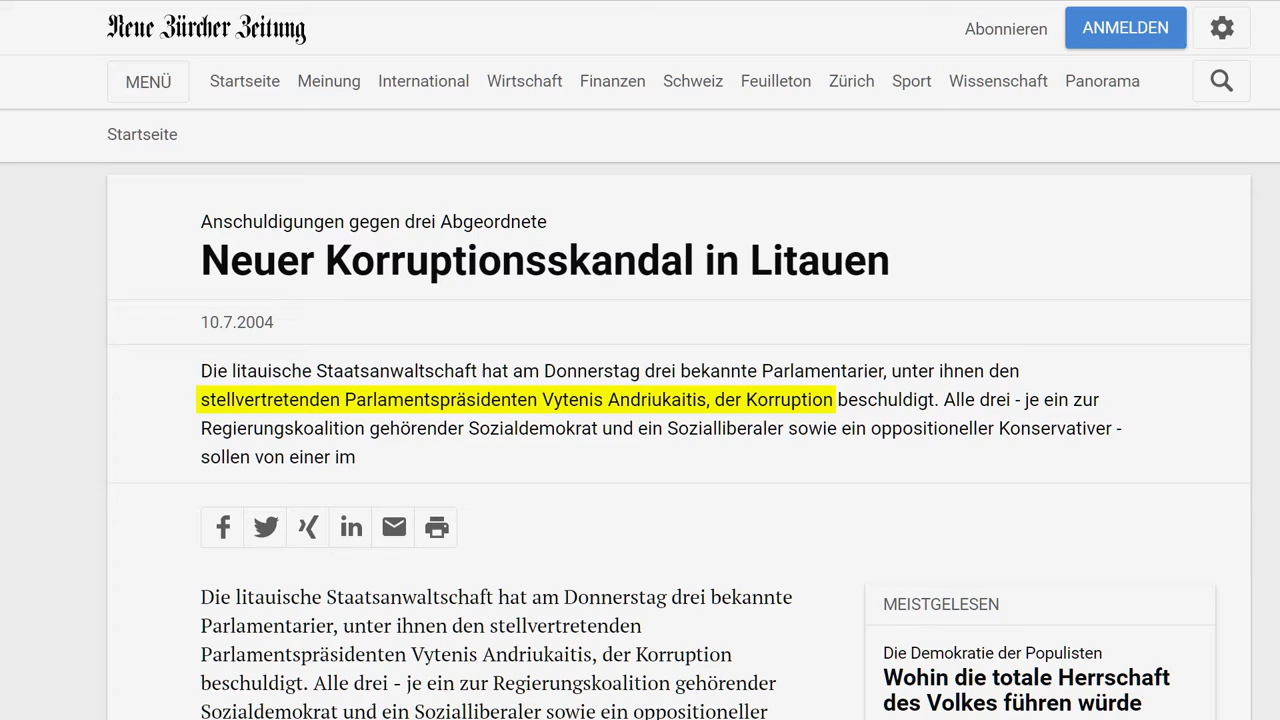 Neue Zürcher Zeitung
Abonnieren
ANMELDEN
MENÜ
Startseite
Meinung
International
Wirtschaft
Finanzen
Schweiz
Feuilleton
Zürich
Sport
Wissenschaft
Panorama
Startseite
Anschuldigungen gegen drei Abgeordnete
Neuer Korruptionsskandal in Litauen
10.7.2004
Die litauische Staatsanwaltschaft hat am Donnerstag drei bekannte Parlamentarier, unter ihnen den
stellvertretenden Parlamentspräsidenten Vytenis Andriukaitis, der Korruption beschuldigt. Alle drei - je ein zur
Regierungskoalition gehörender Sozialdemokrat und ein Sozialliberaler sowie ein oppositioneller Konservativer -
sollen von einer im
Die litauische Staatsanwaltschaft hat am Donnerstag drei bekannte
Parlamentarier, unter ihnen den stellvertretenden
Parlamentspräsidenten Vytenis Andriukaitis, der Korruption
beschuldigt. Alle drei - je ein zur Regierungskoalition gehörender
Sozialdemokrat und ein Sozialliberaler sowie ein oppositioneller
MEISTGELESEN
Die Demokratie der Populisten
Wohin die totale Herrschaft
des Volkes führen würde